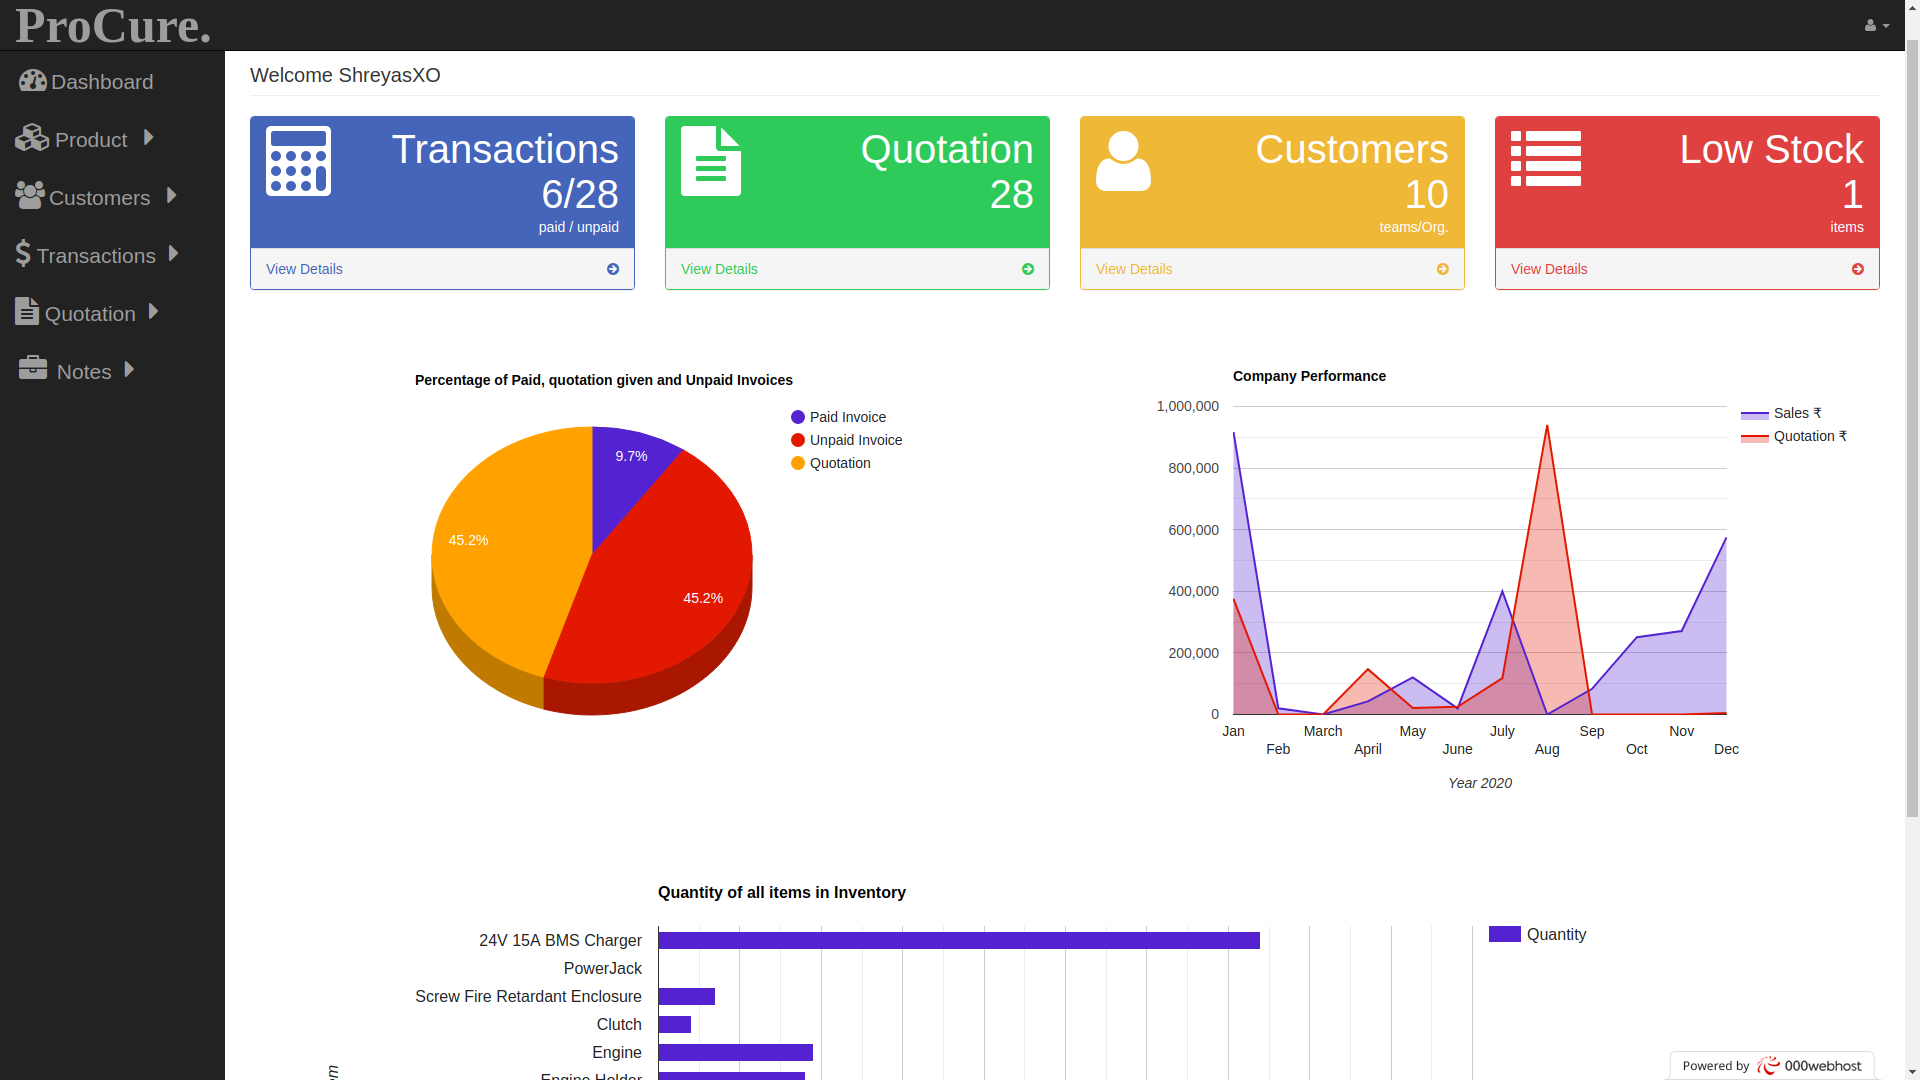 ProCure.
Dashboard
Product
Customers
Transactions
Quotation
Notes
Welcome ShreyasXO
Transactions
6/28
paid / unpaid
View Details
Quotation
28
View Details
Customers
10
teams/Org.
View Details
Low Stock
1
items
View Details
Percentage of Paid, quotation given and Unpaid Invoices
Paid Invoice
Unpaid Invoice
Quotation
9.7%
45.2%
45.2%
Company Performance
1,000,000
800,000
600,000
400,000
200,000
0
Jan
Feb
March
April
May
June
July
Aug
Sep
Oct
Nov
Dec
Year 2020
Sales ₹
Quotation ₹
Quantity of all items in Inventory
24V 15A BMS Charger
PowerJack
Screw Fire Retardant Enclosure
Clutch
Engine
Engine Holder
Quantity
Powered by 000webhost